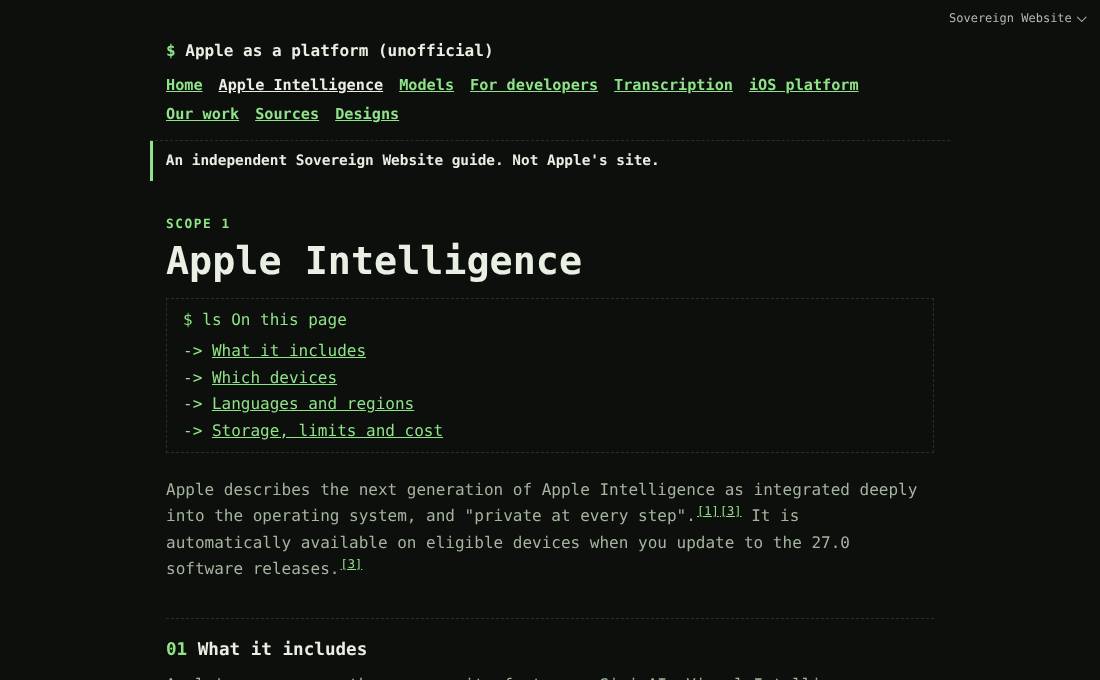 Sovereign Website
$ Apple as a platform (unofficial)
Home Apple Intelligence Models For developers Transcription iOS platform
Our work Sources Designs
An independent Sovereign Website guide. Not Apple's site.
SCOPE 1
Apple Intelligence
$ ls On this page
-> What it includes
-> Which devices
-> Languages and regions
-> Storage, limits and cost
Apple describes the next generation of Apple Intelligence as integrated deeply
into the operating system, and "private at every step".[1][3] It is
automatically available on eligible devices when you update to the 27.0
software releases.[3]
01 What it includes